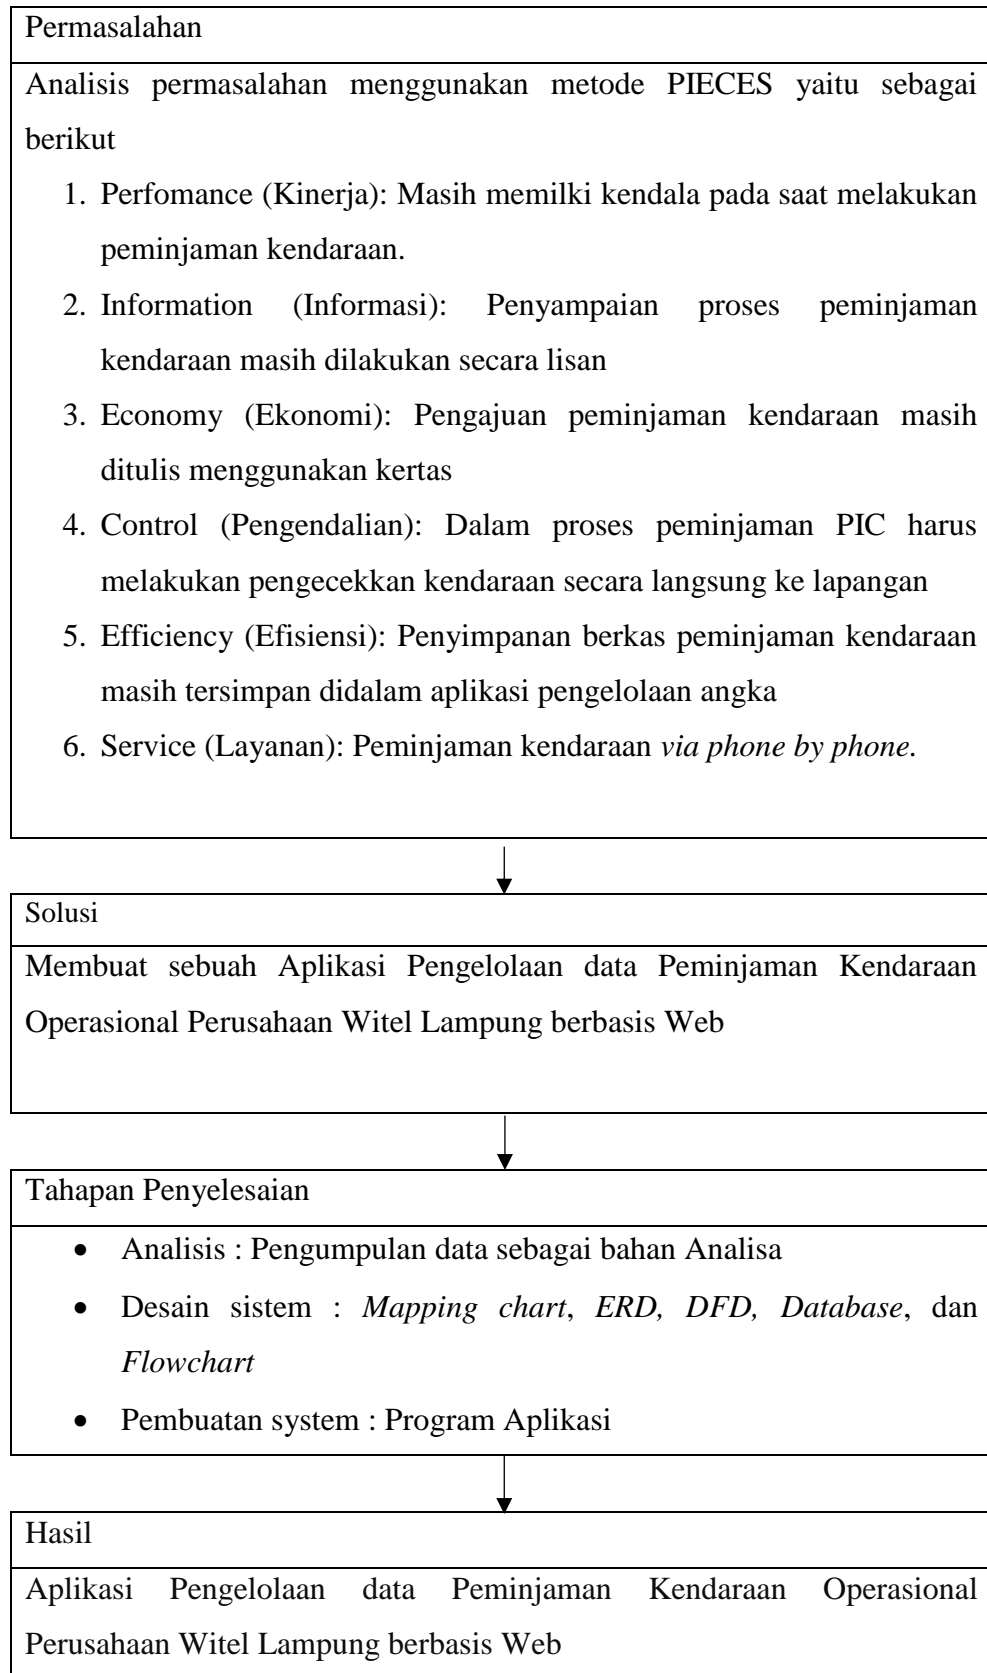 Permasalahan
Analisis permasalahan menggunakan metode PIECES yaitu sebagai
berikut
1. Perfomance (Kinerja): Masih memilki kendala pada saat melakukan
peminjaman kendaraan.
2. Information (Informasi): Penyampaian proses peminjaman
kendaraan masih dilakukan secara lisan
3. Economy (Ekonomi): Pengajuan peminjaman kendaraan masih
ditulis menggunakan kertas
4. Control (Pengendalian): Dalam proses peminjaman PIC harus
melakukan pengecekkan kendaraan secara langsung ke lapangan
5. Efficiency (Efisiensi): Penyimpanan berkas peminjaman kendaraan
masih tersimpan didalam aplikasi pengelolaan angka
6. Service (Layanan): Peminjaman kendaraan via phone by phone.
Solusi
Membuat sebuah Aplikasi Pengelolaan data Peminjaman Kendaraan
Operasional Perusahaan Witel Lampung berbasis Web
Tahapan Penyelesaian
• Analisis : Pengumpulan data sebagai bahan Analisa
• Desain sistem : Mapping chart, ERD, DFD, Database, dan
Flowchart
• Pembuatan system : Program Aplikasi
Hasil
Aplikasi Pengelolaan data Peminjaman Kendaraan Operasional
Perusahaan Witel Lampung berbasis Web